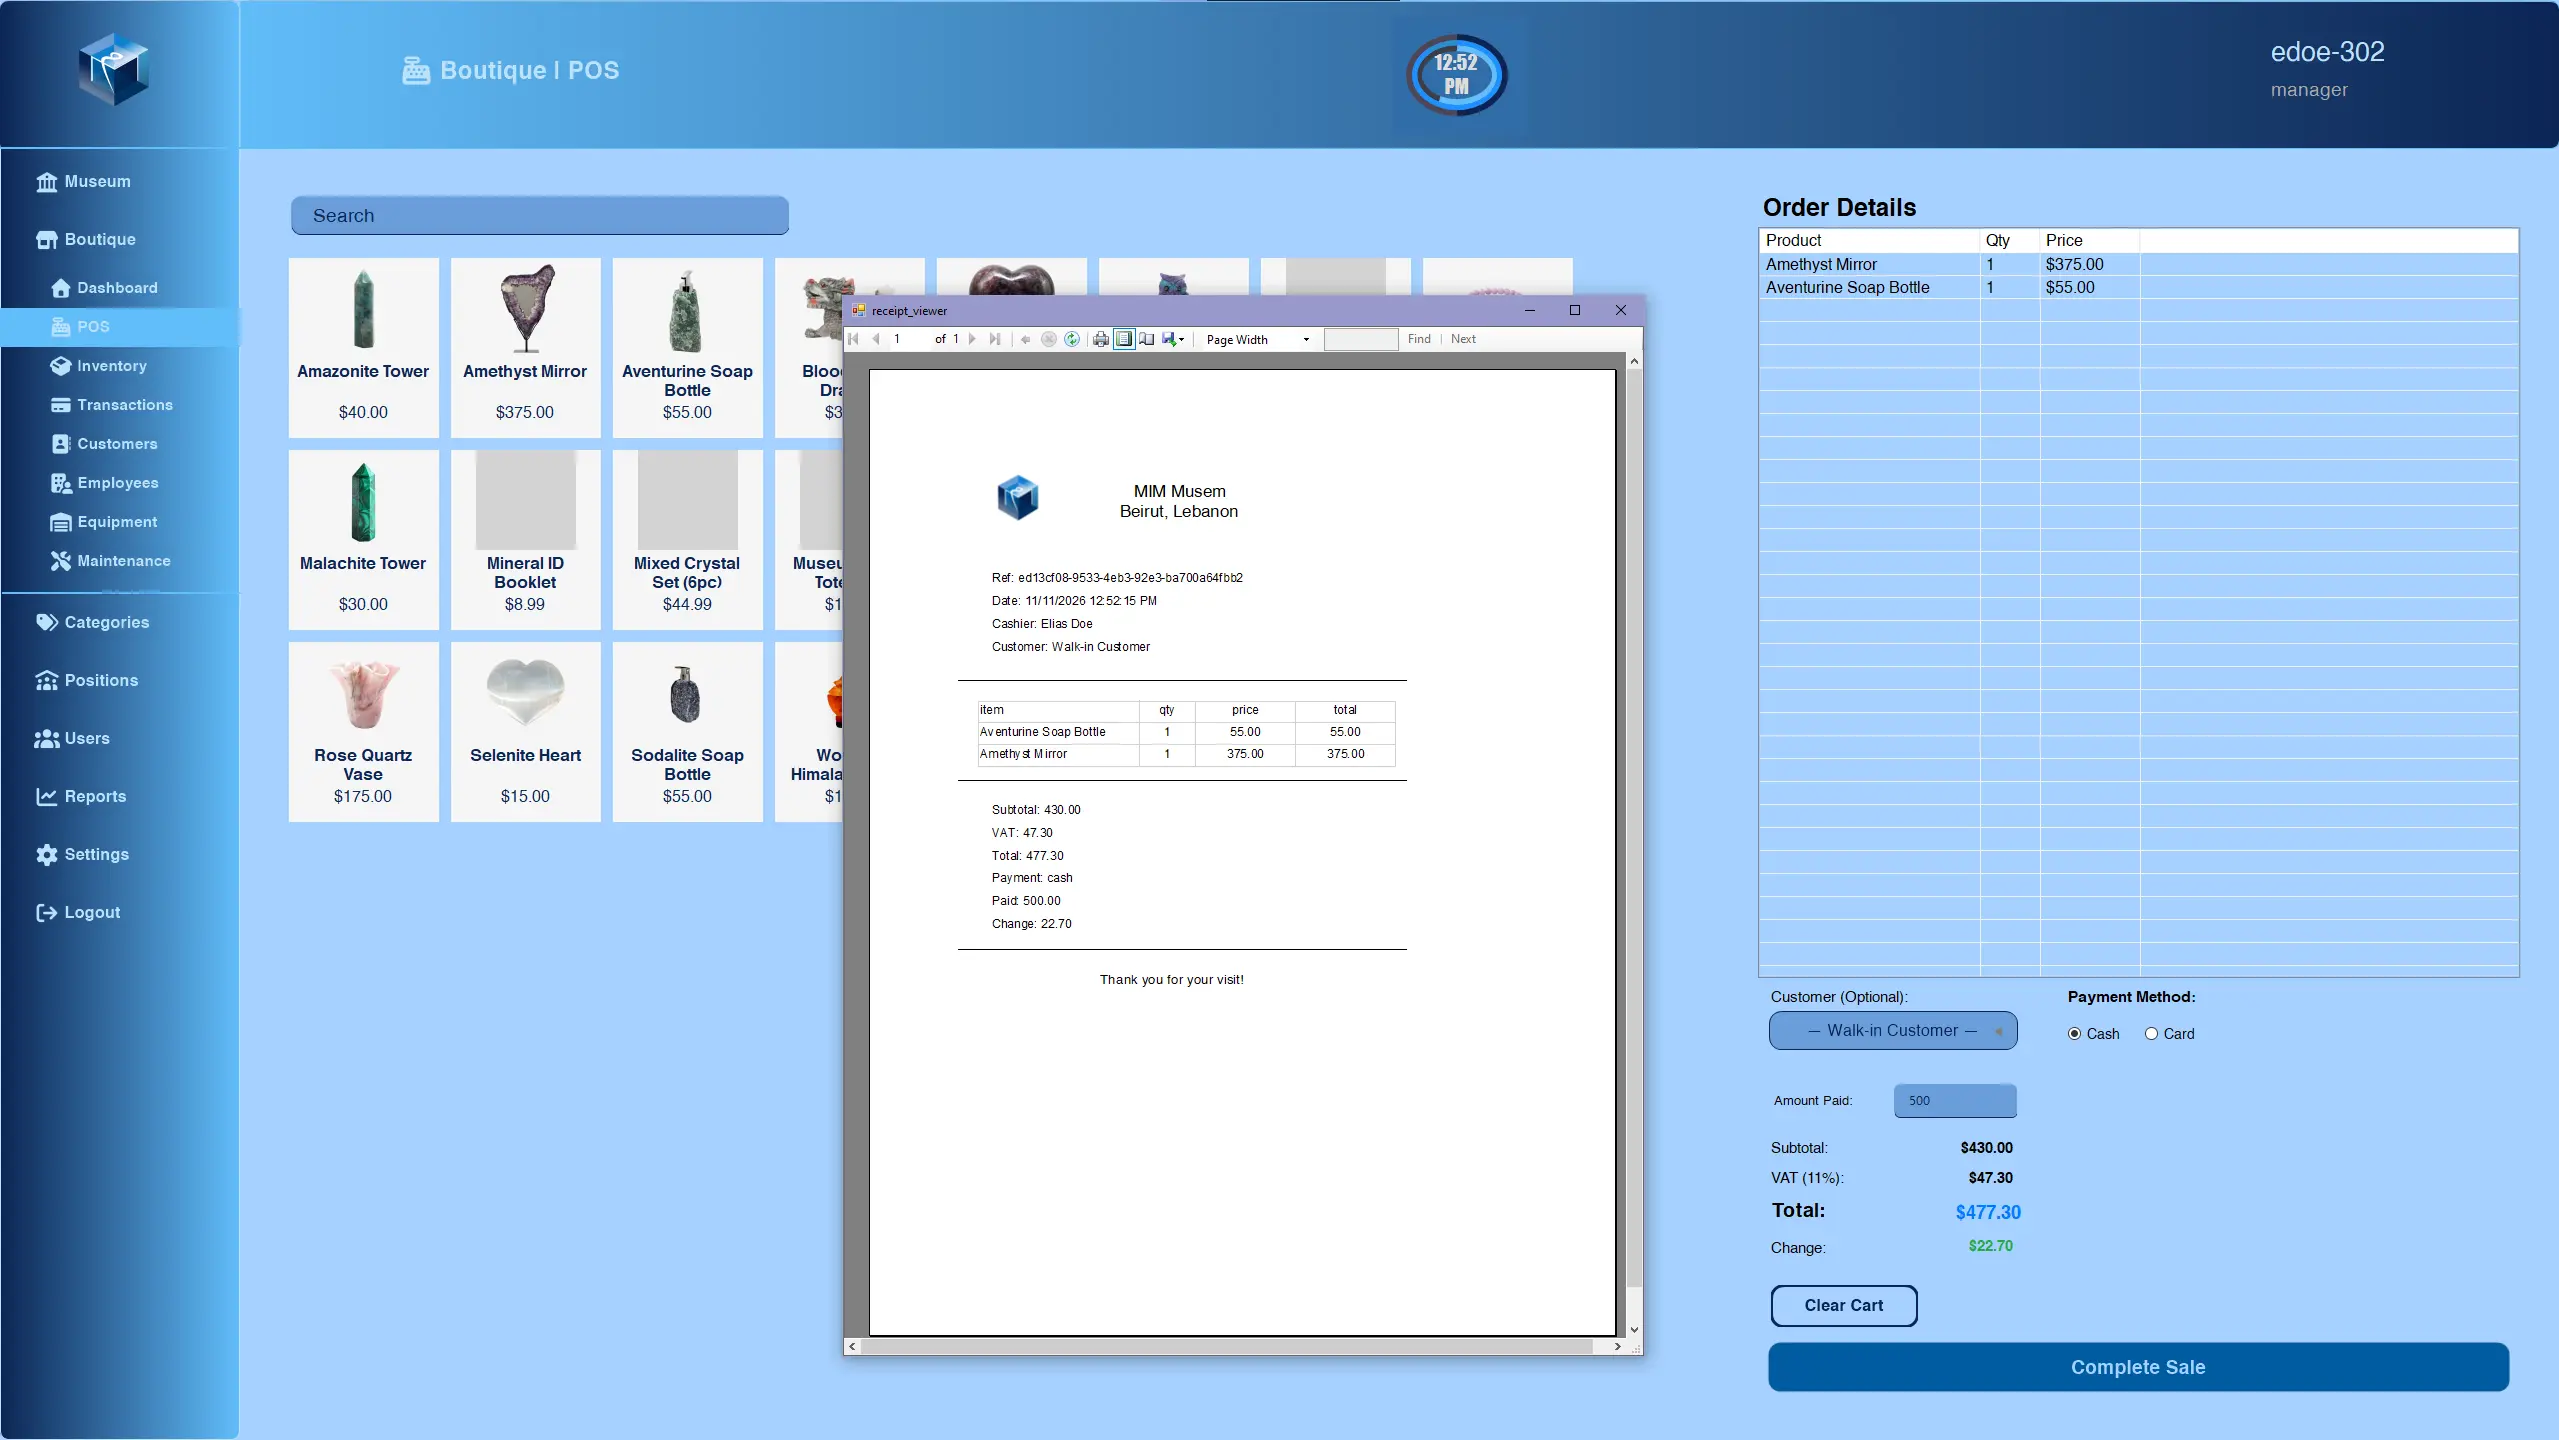 Boutique | POS
12:52
PM
edoe-302
manager
Museum
Boutique
Dashboard
POS
Inventory
Transactions
Customers
Employees
Equipment
Maintenance
Categories
Positions
Users
Reports
Settings
Logout
Search
Amazonite Tower
$40.00
Amethyst Mirror
$375.00
Aventurine Soap
Bottle
$55.00
Malachite Tower
$30.00
Mineral ID
Booklet
$8.99
Mixed Crystal
Set (6pc)
$44.99
Rose Quartz
Vase
$175.00
Selenite Heart
$15.00
Sodalite Soap
Bottle
$55.00
receipt_viewer
1 of 1
Page Width
Find | Next
MIM Musem
Beirut, Lebanon
Ref: ed13cf08-9533-4eb3-92e3-ba700a64fbb2
Date: 11/11/2026 12:52:15 PM
Cashier: Elias Doe
Customer: Walk-in Customer
item qty price total
Aventurine Soap Bottle 1 55.00 55.00
Amethyst Mirror 1 375.00 375.00
Subtotal: 430.00
VAT: 47.30
Total: 477.30
Payment: cash
Paid: 500.00
Change: 22.70
Thank you for your visit!
Order Details
Product Qty Price
Amethyst Mirror 1 $375.00
Aventurine Soap Bottle 1 $55.00
Customer (Optional):
— Walk-in Customer —
Payment Method:
Cash Card
Amount Paid: 500
Subtotal: $430.00
VAT (11%): $47.30
Total: $477.30
Change: $22.70
Clear Cart
Complete Sale